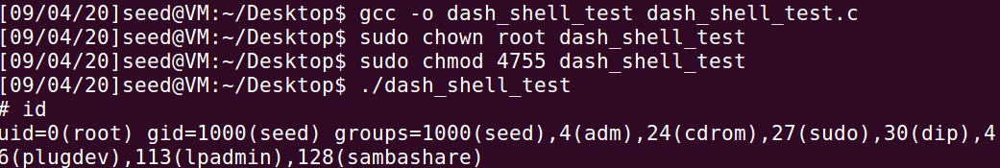 [09/04/20]seed@VM:~/Desktop$ gcc -o dash_shell_test dash_shell_test.c
[09/04/20]seed@VM:~/Desktop$ sudo chown root dash_shell_test
[09/04/20]seed@VM:~/Desktop$ sudo chmod 4755 dash_shell_test
[09/04/20]seed@VM:~/Desktop$ ./dash_shell_test
# id
uid=0(root) gid=1000(seed) groups=1000(seed),4(adm),24(cdrom),27(sudo),30(dip),4
6(plugdev),113(lpadmin),128(sambashare)